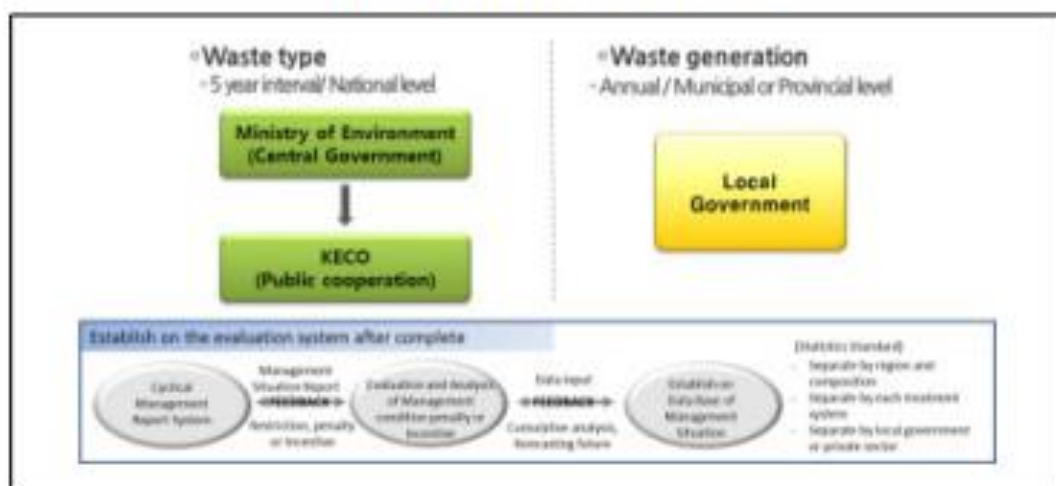 Waste type
- 5 year interval/ National level
Ministry of Environment
(Central Government)
KECO
(Public cooperation)
Waste generation
- Annual / Municipal or Provincial level
Local
Government
Establish on the evaluation system after complete
Management
Report System
Management
Situation Report
FEEDBACK
Restriction, penalty
or Incentive
Evaluation and Analysis
of Management
condition penalty or
Incentive
Data Input
FEEDBACK
Cumulative analysis,
forecasting future
Establish on
Data Base of
Management
Situation
(Statistics Standard)
- Separate by region and
composition
- Separate by each treatment
system
- Separate by local government
or private sector